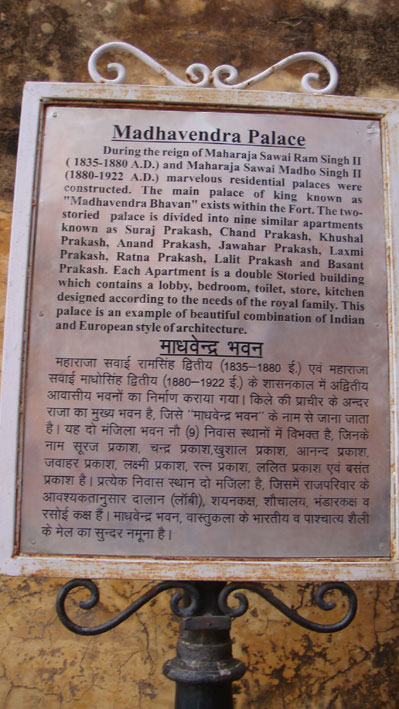 Madhavendra Palace
During the reign of Maharaja Sawai Ram Singh II
( 1835-1880 A.D.) and Maharaja Sawai Madho Singh II
(1880-1922 A.D.) marvelous residential palaces were
constructed. The main palace of king known as
"Madhavendra Bhavan" exists within the Fort. The two-
storied palace is divided into nine similar apartments
known as Suraj Prakash, Chand Prakash, Khushal
Prakash, Anand Prakash, Jawahar Prakash, Laxmi
Prakash, Ratna Prakash, Lalit Prakash and Basant
Prakash. Each Apartment is a double Storied building
which contains a lobby, bedroom, toilet, store, kitchen
designed according to the needs of the royal family. This
palace is an example of beautiful combination of Indian
and European style of architecture.
माधवेन्द्र भवन
महाराजा सवाई रामसिंह द्वितीय (1835–1880 ई.) एवं महाराजा
सवाई माधोसिंह द्वितीय (1880–1922 ई.) के शासनकाल में अद्वितीय
आवासीय भवनों का निर्माण कराया गया। किले की प्राचीर के अन्दर
राजा का मुख्य भवन है, जिसे "माधवेन्द्र भवन" के नाम से जाना जाता
है। यह दो मंजिला भवन नौ (9) निवास स्थानों में विभक्त है, जिनके
नाम सूरज प्रकाश, चन्द्र प्रकाश,खुशाल प्रकाश, आनन्द प्रकाश,
जवाहर प्रकाश, लक्ष्मी प्रकाश, रत्न प्रकाश, ललित प्रकाश एवं बसंत
प्रकाश है। प्रत्येक निवास स्थान दो मंजिला है, जिसमें राजपरिवार के
आवश्यकतानुसार दालान (लॉबी), शयनकक्ष, शौचालय, भंडारकक्ष व
रसोई कक्ष हैं। माधवेन्द्र भवन, वास्तुकला के भारतीय व पाश्चात्य शैली
के मेल का सुन्दर नमूना है।